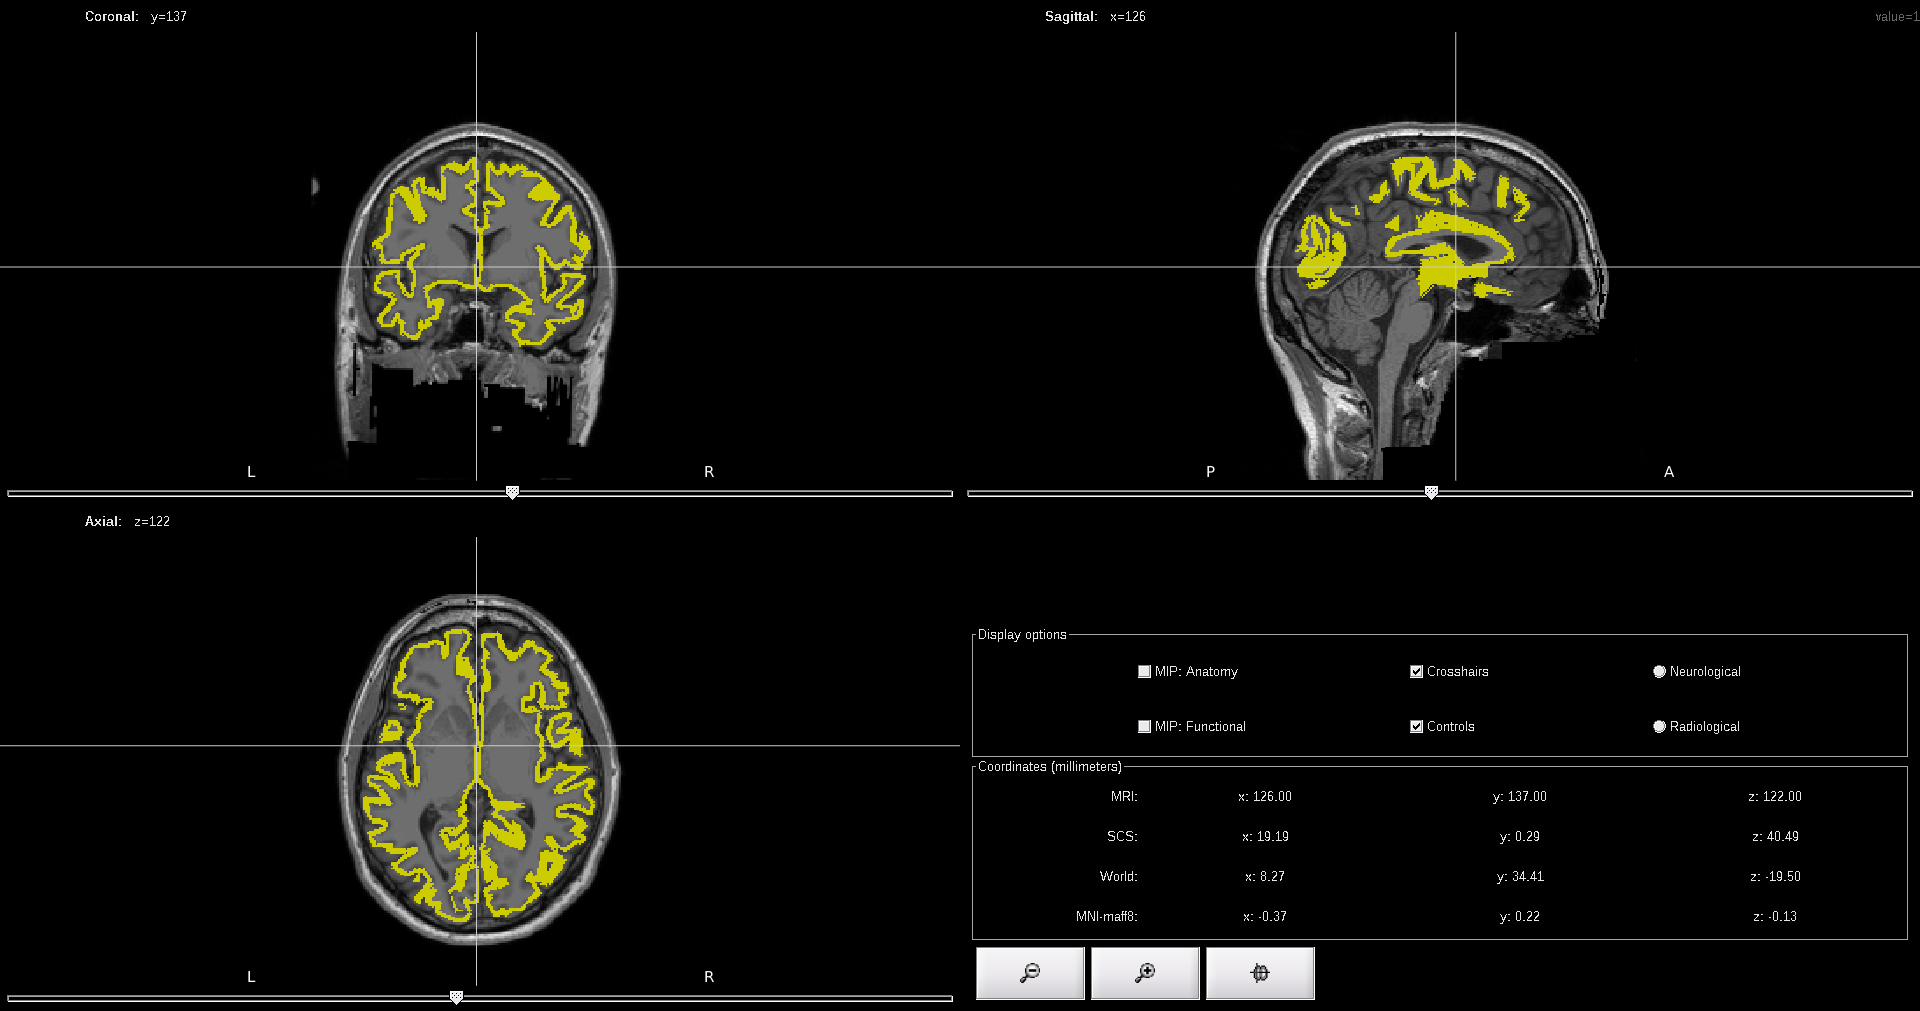 Coronal: y=137
Sagittal: x=126
value=1
L R
P A
Axial: z=122
Display options
MIP: Anatomy
Crosshairs
Neurological
MIP: Functional
Controls
Radiological
Coordinates (millimeters)
MRI: x: 126.00 y: 137.00 z: 122.00
SCS: x: 19.19 y: 0.29 z: 40.49
World: x: 8.27 y: 34.41 z: -19.50
MNI-maff8: x: -0.37 y: 0.22 z: -0.13
L R